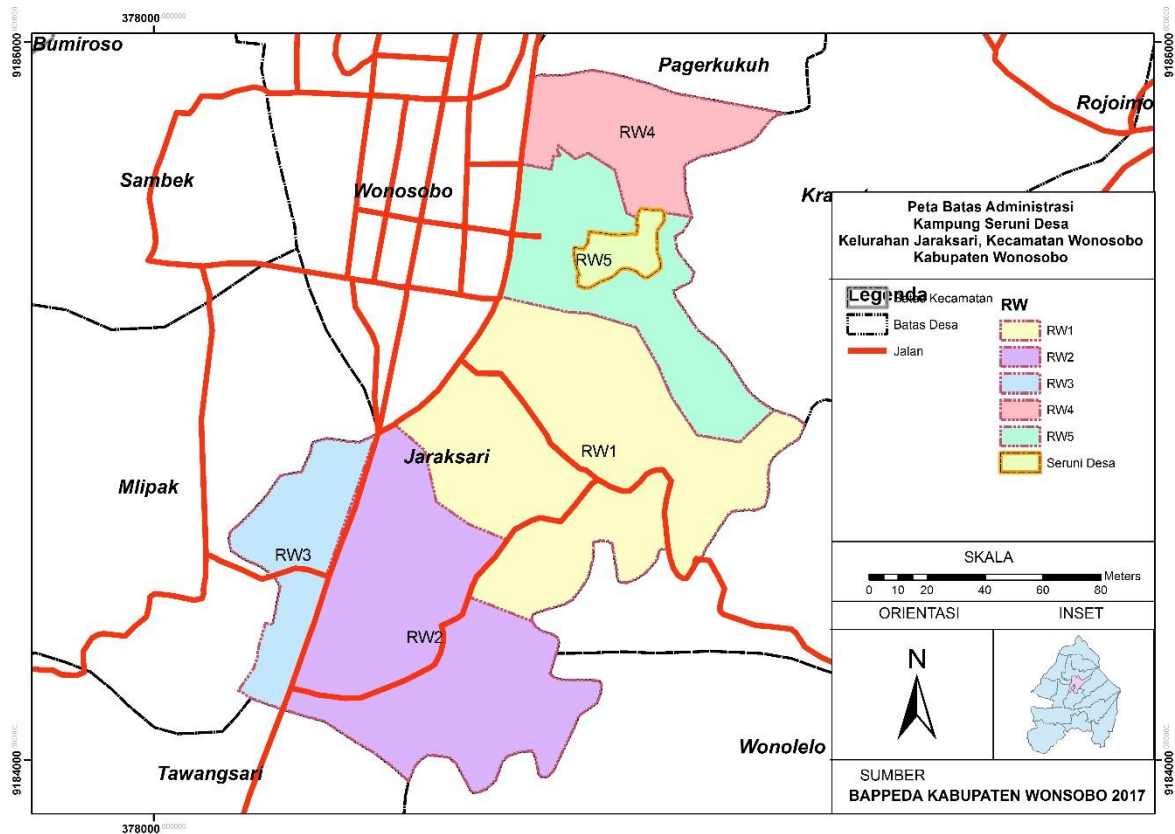 378000
9186000
9186000
Bumiroso
Pagerkukuh
Rojoimo
RW4
Sambek
Wonosobo
RW5
Peta Batas Administrasi
Kampung Seruni Desa
Kelurahan Jaraksari, Kecamatan Wonosobo
Kabupaten Wonosobo
Legenda
Batas Kecamatan
Batas Desa
Jalan
RW
RW1
RW2
RW3
RW4
RW5
Seruni Desa
Jaraksari
RW1
Mlipak
RW3
RW2
SKALA
0 10 20 40 60 80 Meters
ORIENTASI
INSET
N
Wonolelo
Tawangsari
SUMBER
BAPPEDA KABUPATEN WONSOBO 2017
9184000
9184000
378000